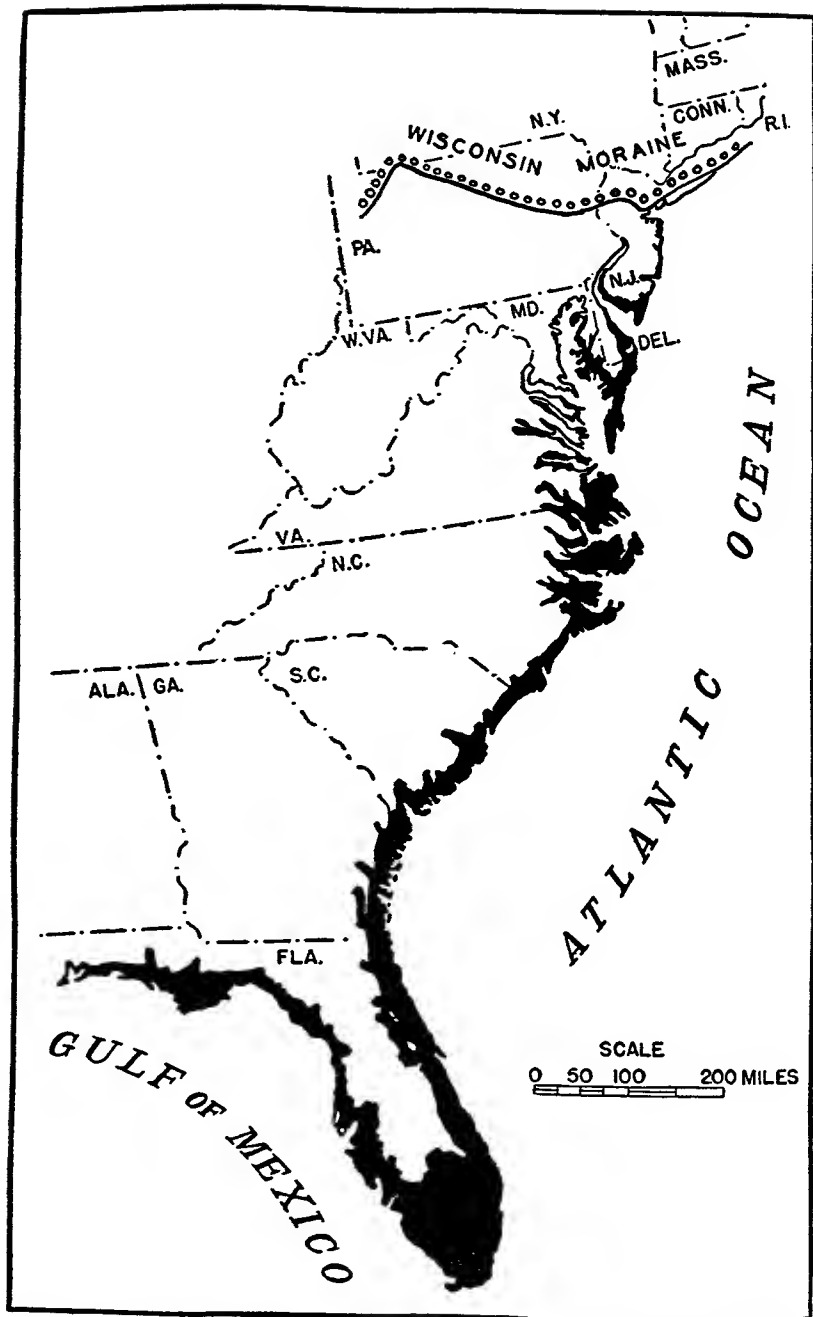 MASS.
CONN.
R.I.
N.Y.
WISCONSIN MORAINE
PA.
N.J.
MD.
W.VA.
DEL.
OCEAN
VA.
N.C.
ALA. GA.
S.C.
ATLANTIC
FLA.
GULF OF MEXICO
SCALE
0 50 100 200 MILES